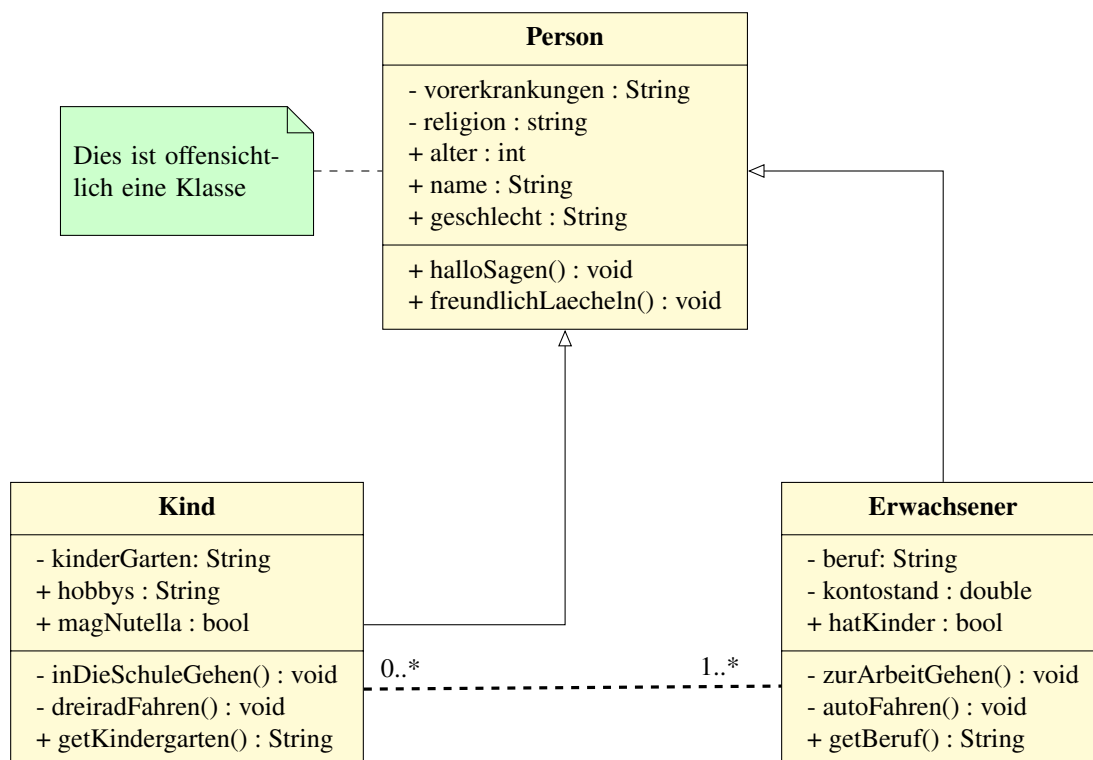 Person
- vorerkrankungen : String
- religion : string
+ alter : int
+ name : String
+ geschlecht : String
+ halloSagen() : void
+ freundlichLaecheln() : void
Dies ist offensicht-
lich eine Klasse
Kind
- kinderGarten: String
+ hobbys : String
+ magNutella : bool
- inDieSchuleGehen() : void
- dreiradFahren() : void
+ getKindergarten() : String
0..*
1..*
Erwachsener
- beruf: String
- kontostand : double
+ hatKinder : bool
- zurArbeitGehen() : void
- autoFahren() : void
+ getBeruf() : String